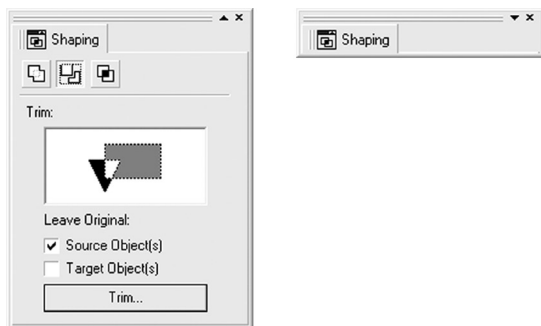 Shaping
Trim:
Leave Original:
Source Object(s)
Target Object(s)
Trim...
Shaping